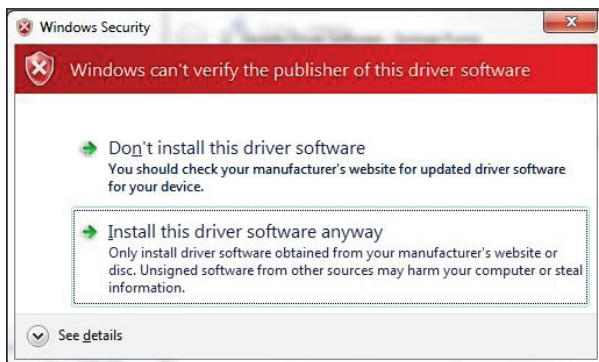 Windows Security
Windows can't verify the publisher of this driver software
Don't install this driver software
You should check your manufacturer's website for updated driver software
for your device.
Install this driver software anyway
Only install driver software obtained from your manufacturer's website or
disc. Unsigned software from other sources may harm your computer or steal
information.
See details